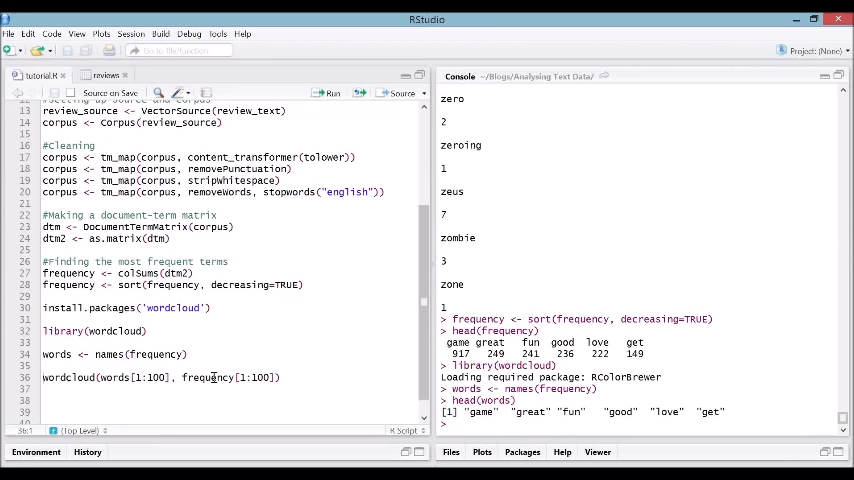 RStudio
File Edit Code View Plots Session Build Debug Tools Help
Go to file/function
Project: (None)
tutorial.R
reviews
Source on Save
Run
Source
#Setting up source and corpus
13 review_source <- VectorSource(review_text)
14 corpus <- Corpus(review_source)
15
16 #Cleaning
17 corpus <- tm_map(corpus, content_transformer(tolower))
18 corpus <- tm_map(corpus, removePunctuation)
19 corpus <- tm_map(corpus, stripWhitespace)
20 corpus <- tm_map(corpus, removeWords, stopwords("english"))
21
22 #Making a document-term matrix
23 dtm <- DocumentTermMatrix(corpus)
24 dtm2 <- as.matrix(dtm)
25
26 #Finding the most frequent terms
27 frequency <- colSums(dtm2)
28 frequency <- sort(frequency, decreasing=TRUE)
29
30 install.packages('wordcloud')
31
32 library(wordcloud)
33
34 words <- names(frequency)
35
36 wordcloud(words[1:100], frequency[1:100])
37
38
39
36:1
(Top Level)
R Script
Environment History
Console ~/Blogs/Analysing Text Data/
zero
2
zeroing
1
zeus
7
zombie
3
zone
1
> frequency <- sort(frequency, decreasing=TRUE)
> head(frequency)
game great fun good love get
917 249 241 236 222 149
> library(wordcloud)
Loading required package: RColorBrewer
> words <- names(frequency)
> head(words)
[1] "game" "great" "fun" "good" "love" "get"
>
Files Plots Packages Help Viewer